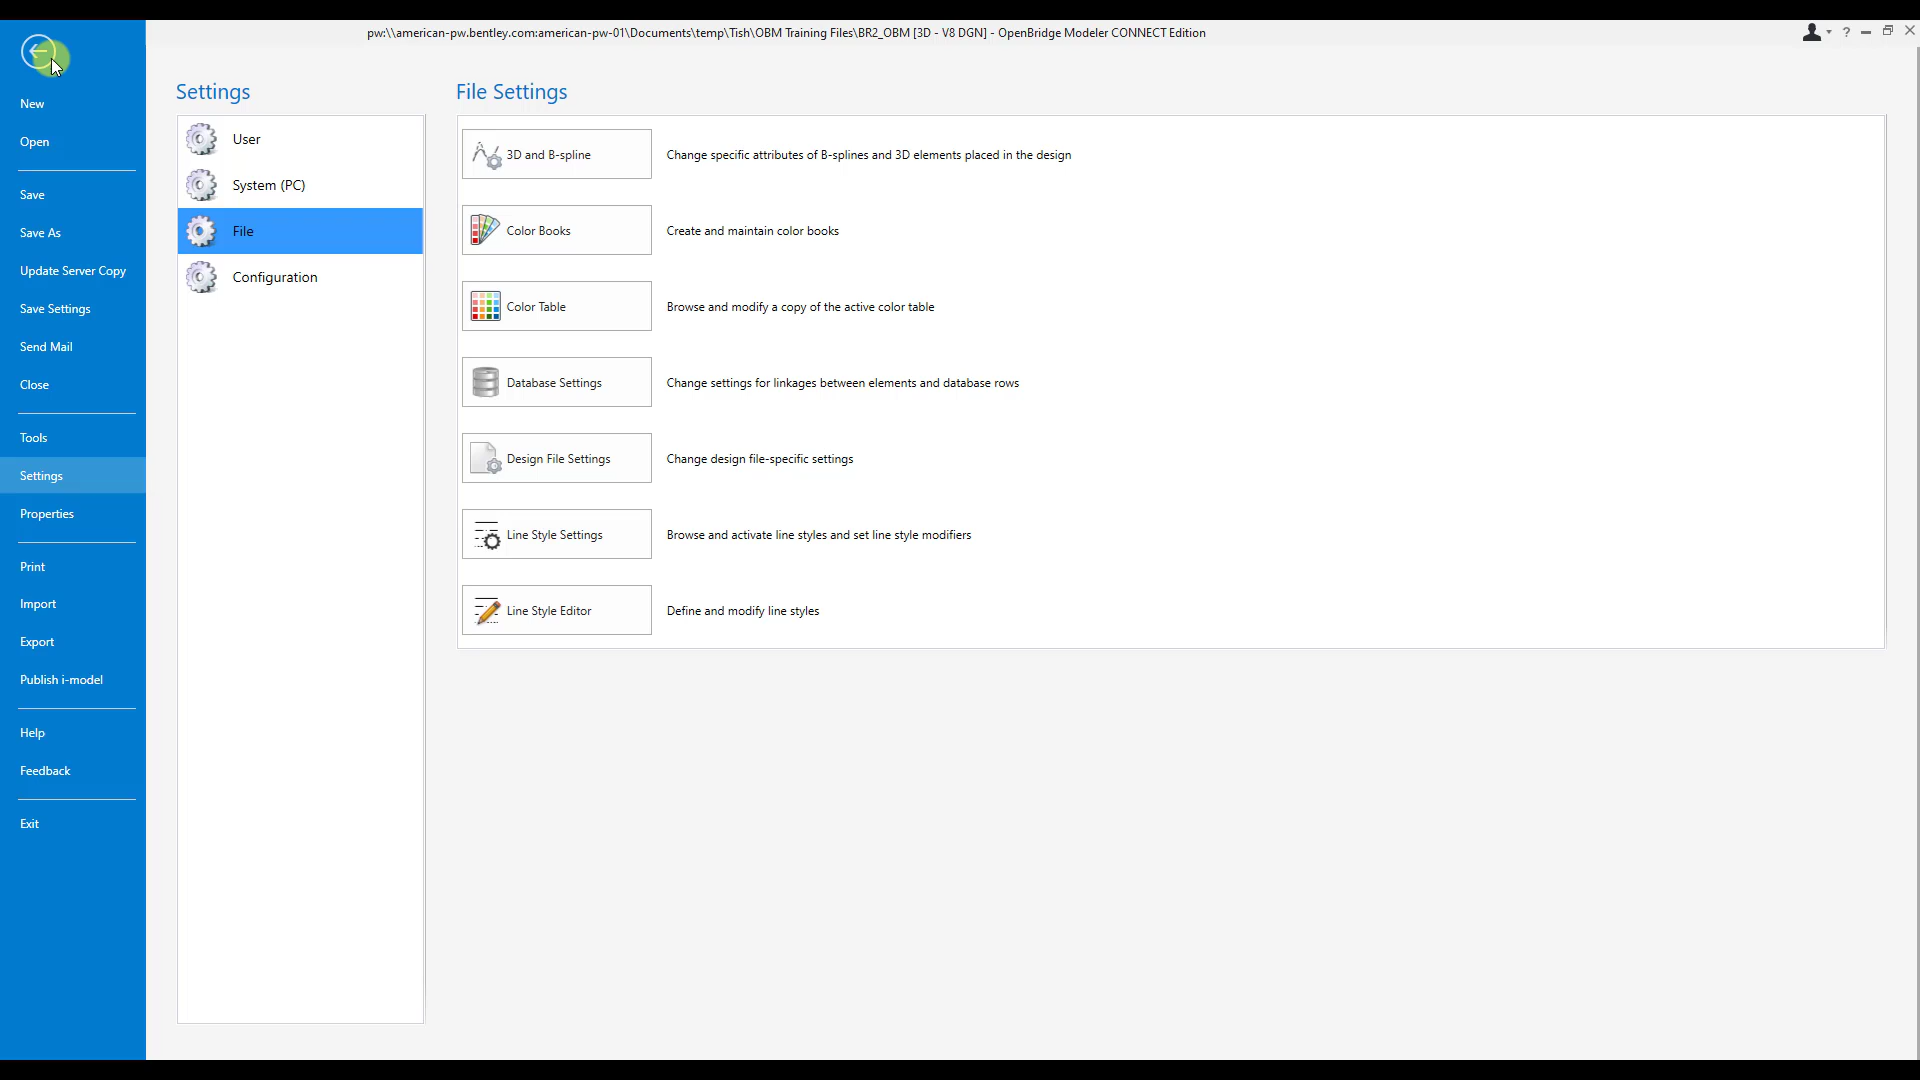 pw:\\american-pw.bentley.com:american-pw-01\Documents\temp\Tish\OBM Training Files\BR2_OBM [3D - V8 DGN] - OpenBridge Modeler CONNECT Edition
?
New
Open
Save
Save As
Update Server Copy
Save Settings
Send Mail
Close
Tools
Settings
Properties
Print
Import
Export
Publish i-model
Help
Feedback
Exit
Settings
User
System (PC)
File
Configuration
File Settings
3D and B-spline Change specific attributes of B-splines and 3D elements placed in the design
Color Books Create and maintain color books
Color Table Browse and modify a copy of the active color table
Database Settings Change settings for linkages between elements and database rows
Design File Settings Change design file-specific settings
Line Style Settings Browse and activate line styles and set line style modifiers
Line Style Editor Define and modify line styles